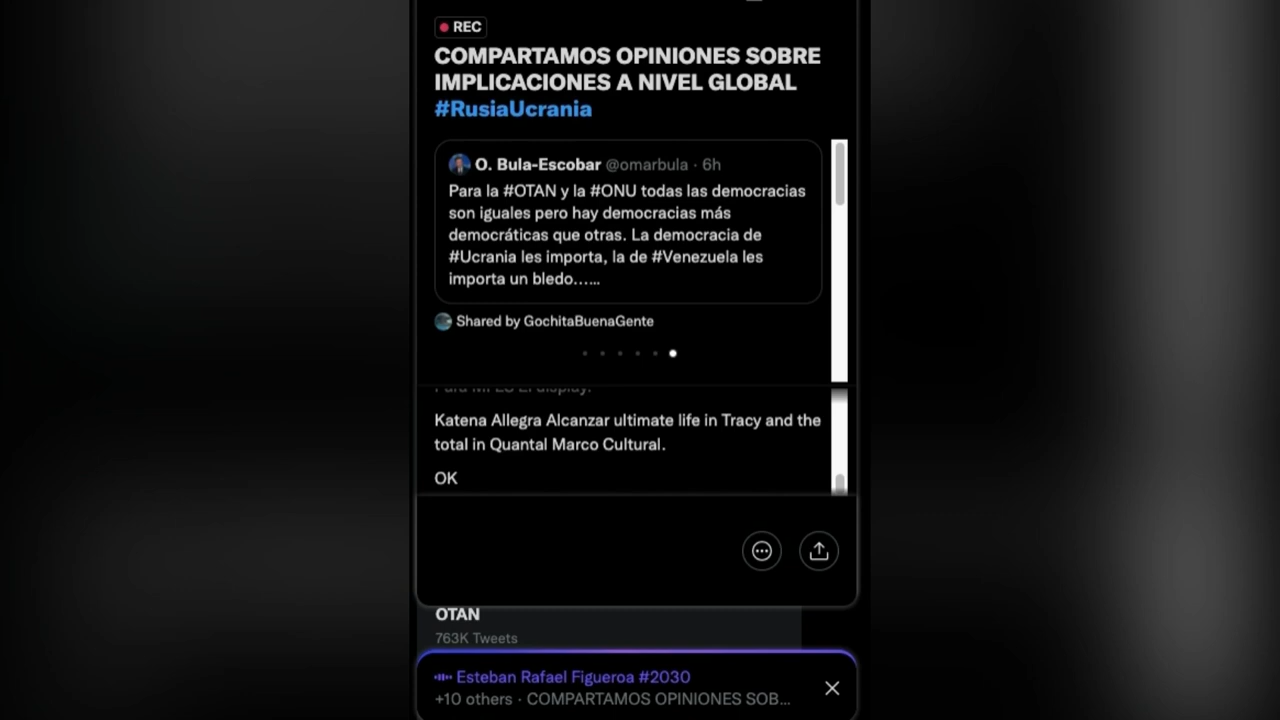 REC
COMPARTAMOS OPINIONES SOBRE
IMPLICACIONES A NIVEL GLOBAL
#RusiaUcrania
O. Bula-Escobar @omarbula · 6h
Para la #OTAN y la #ONU todas las democracias
son iguales pero hay democracias más
democráticas que otras. La democracia de
#Ucrania les importa, la de #Venezuela les
importa un bledo......
Shared by GochitaBuenaGente
Katena Allegra Alcanzar ultimate life in Tracy and the
total in Quantal Marco Cultural.
OK
OTAN
763K Tweets
Esteban Rafael Figueroa #2030
+10 others · COMPARTAMOS OPINIONES SOB...